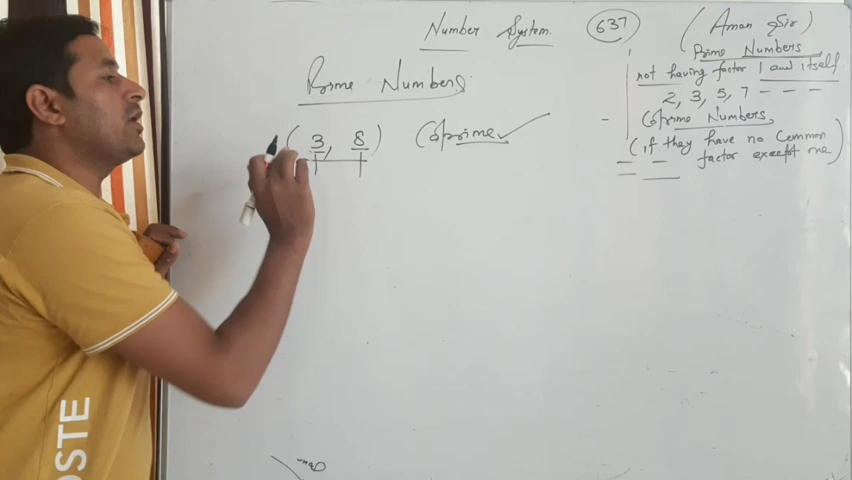 Number System 637 (Aman Sir)
Prime Numbers
(3, 8) Coprime ✓
Prime Numbers
not having factor 1 and itself.
2, 3, 5, 7 - - -
Coprime Numbers,
(if they have no common
factor except one)
OSTE